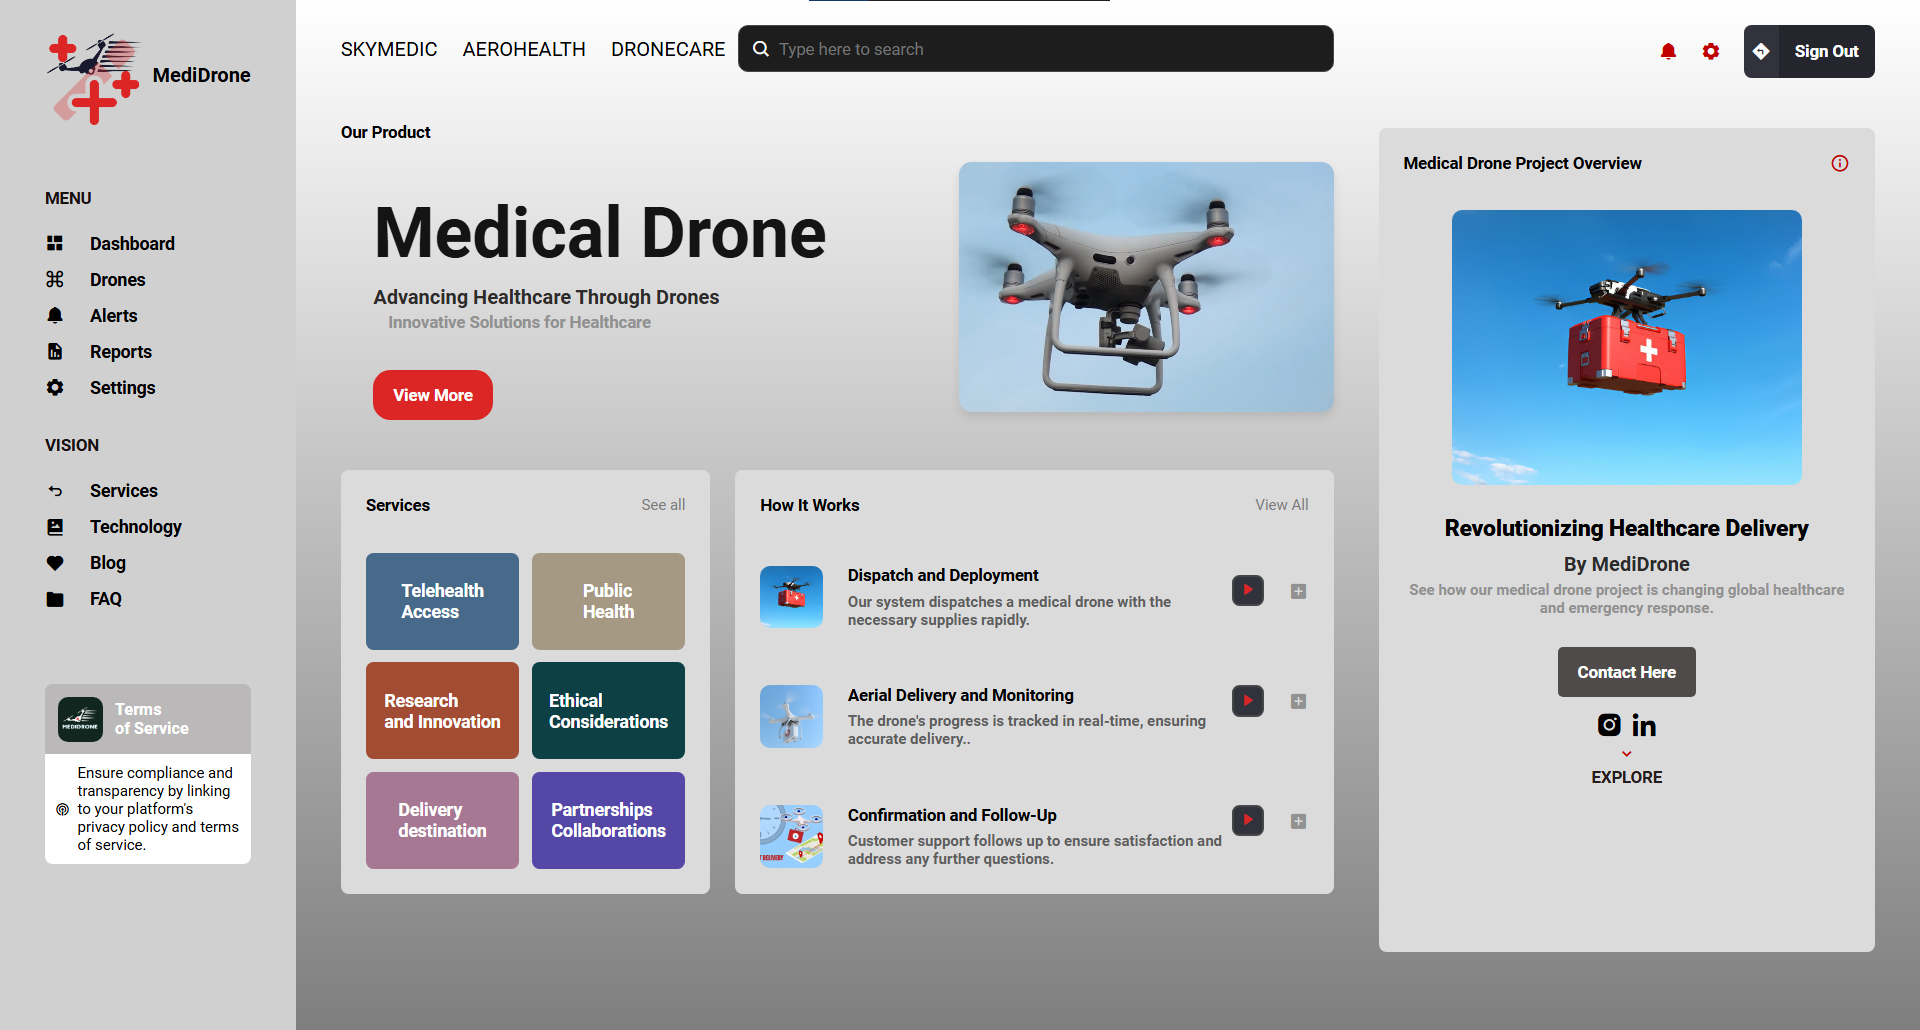 MediDrone
SKYMEDIC AEROHEALTH DRONECARE
Type here to search
Sign Out
MENU
Dashboard
Drones
Alerts
Reports
Settings
VISION
Services
Technology
Blog
FAQ
MEDIDRONE
Terms
of Service
Ensure compliance and
transparency by linking
to your platform's
privacy policy and terms
of service.
Our Product
Medical Drone
Advancing Healthcare Through Drones
Innovative Solutions for Healthcare
View More
Services
See all
Telehealth
Access
Public
Health
Research
and Innovation
Ethical
Considerations
Delivery
destination
Partnerships
Collaborations
How It Works
View All
Dispatch and Deployment
Our system dispatches a medical drone with the
necessary supplies rapidly.
Aerial Delivery and Monitoring
The drone's progress is tracked in real-time, ensuring
accurate delivery..
DELIVERY
Confirmation and Follow-Up
Customer support follows up to ensure satisfaction and
address any further questions.
Medical Drone Project Overview
Revolutionizing Healthcare Delivery
By MediDrone
See how our medical drone project is changing global healthcare
and emergency response.
Contact Here
EXPLORE